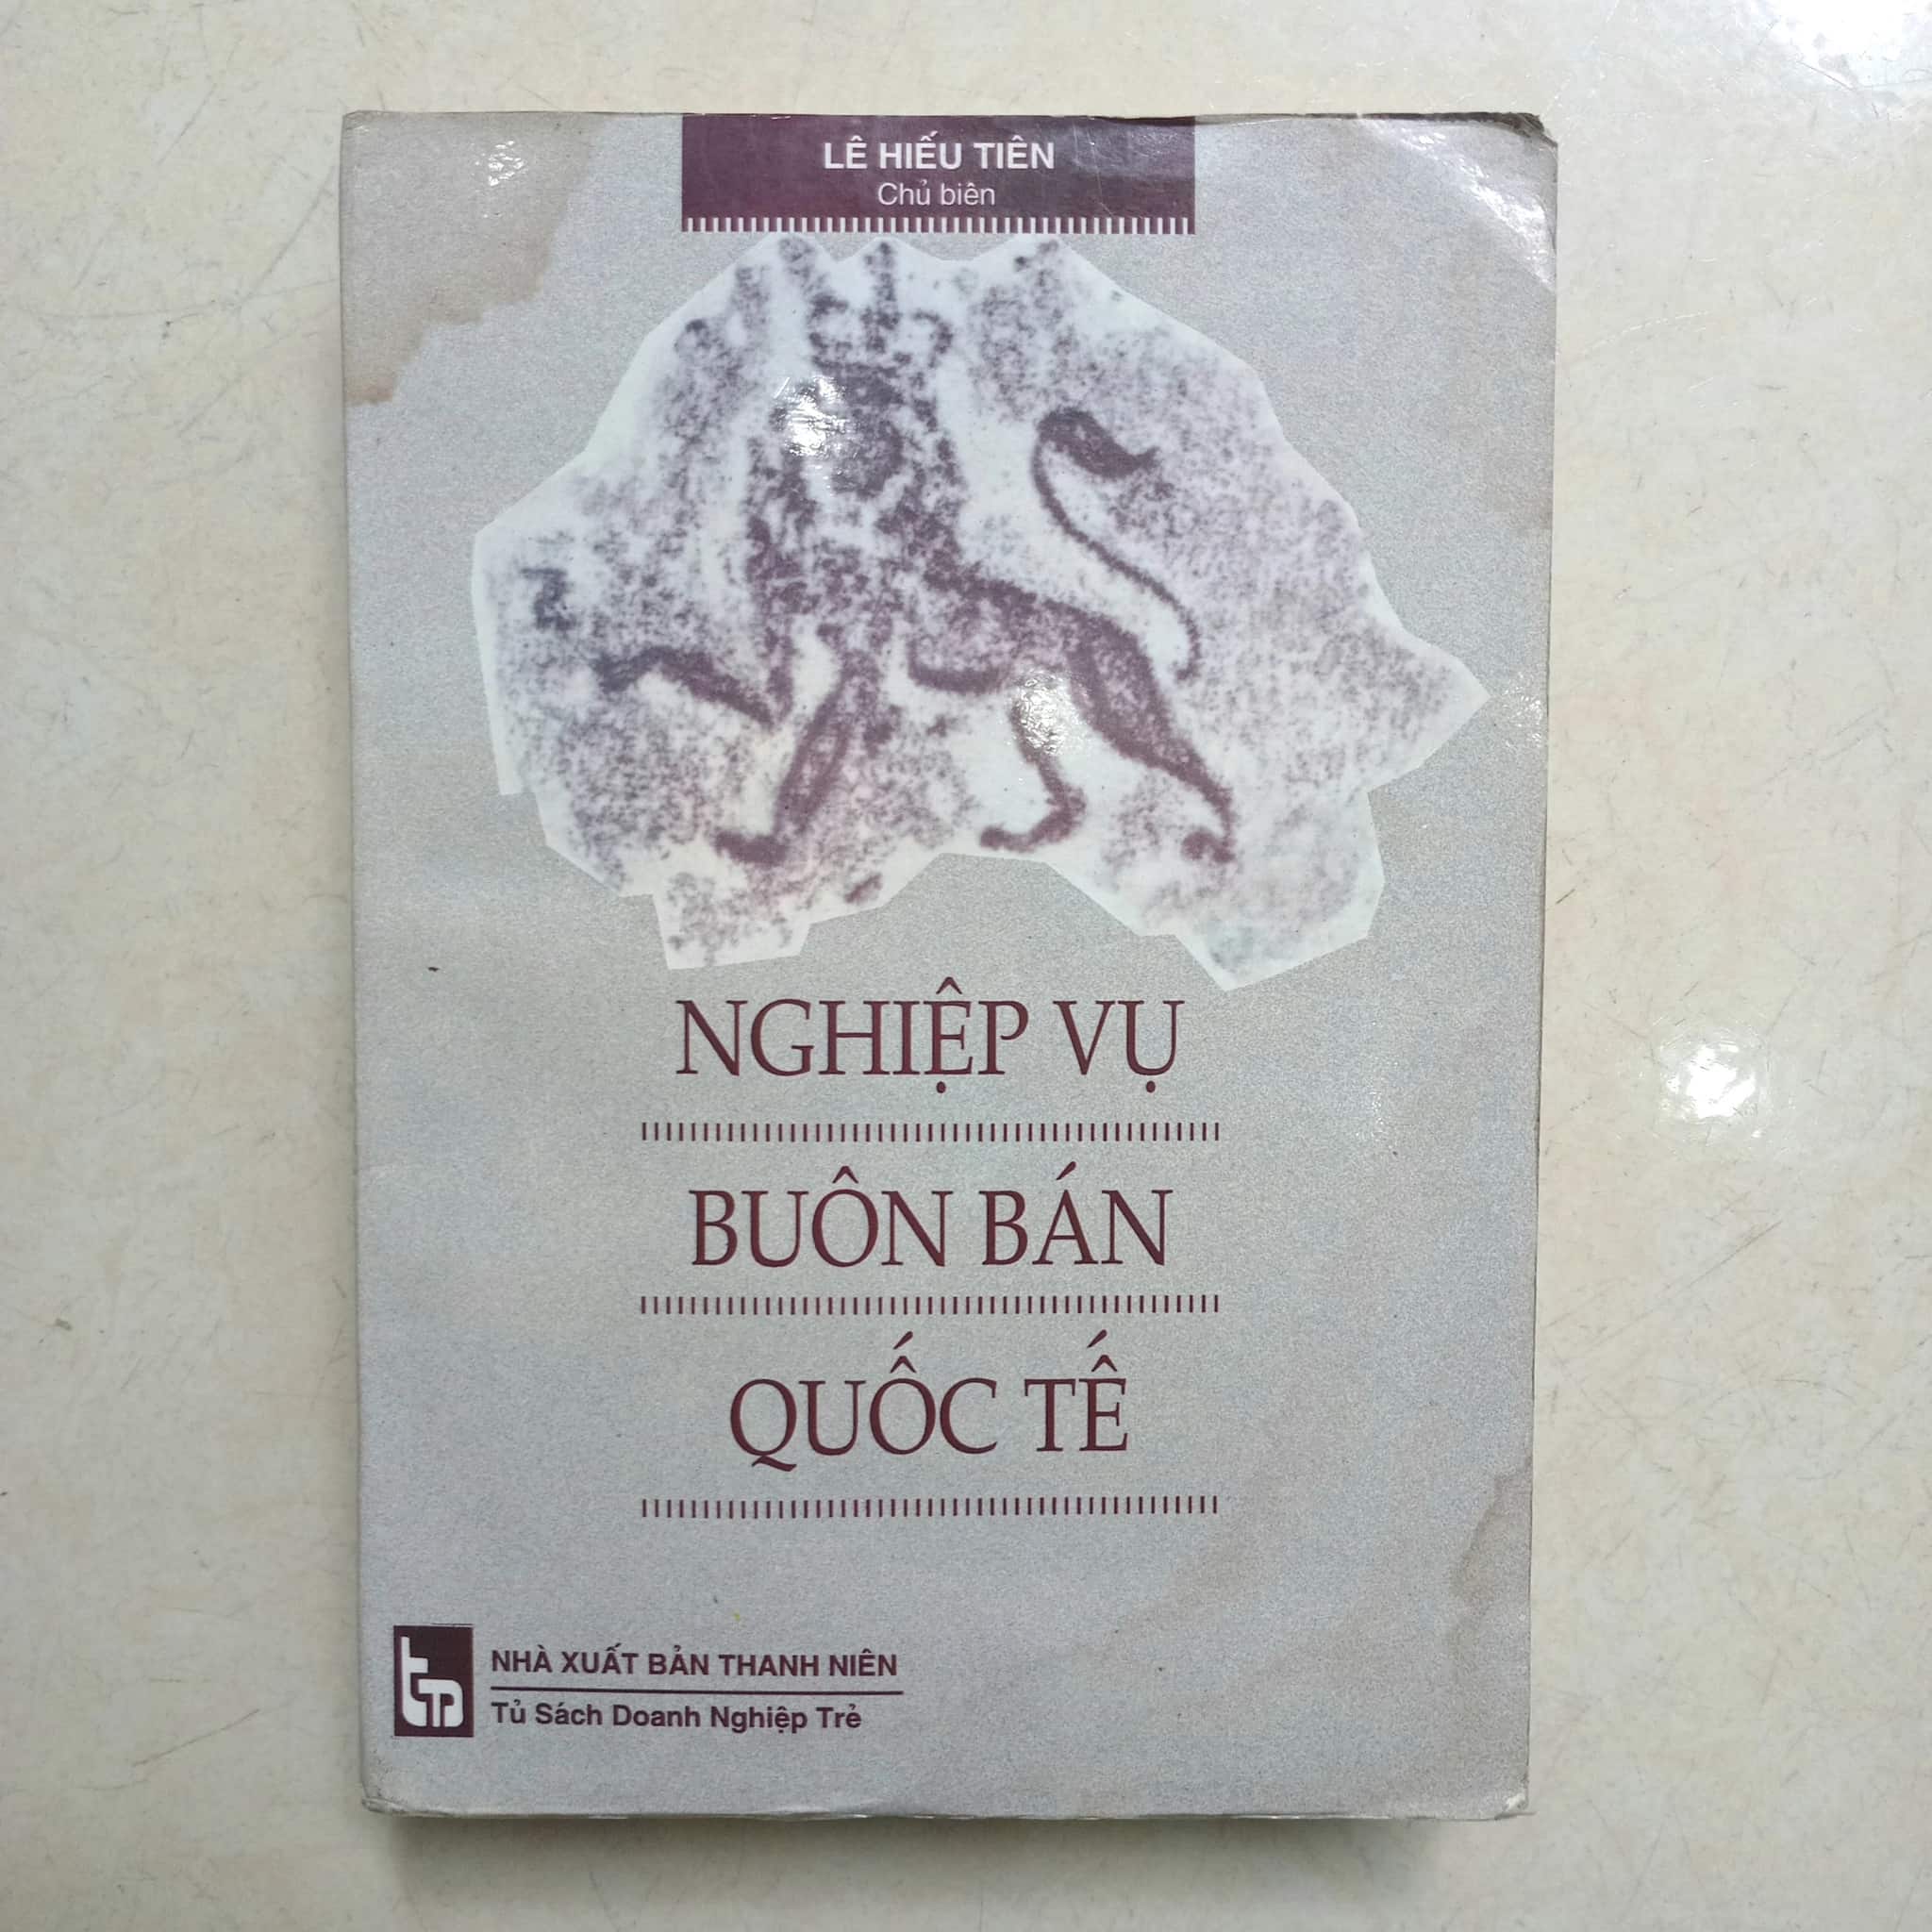 LÊ HIẾU TIÊN
Chủ biên
NGHIỆP VỤ
BUÔN BÁN
QUỐC TẾ
NHÀ XUẤT BẢN THANH NIÊN
Tủ Sách Doanh Nghiệp Trẻ